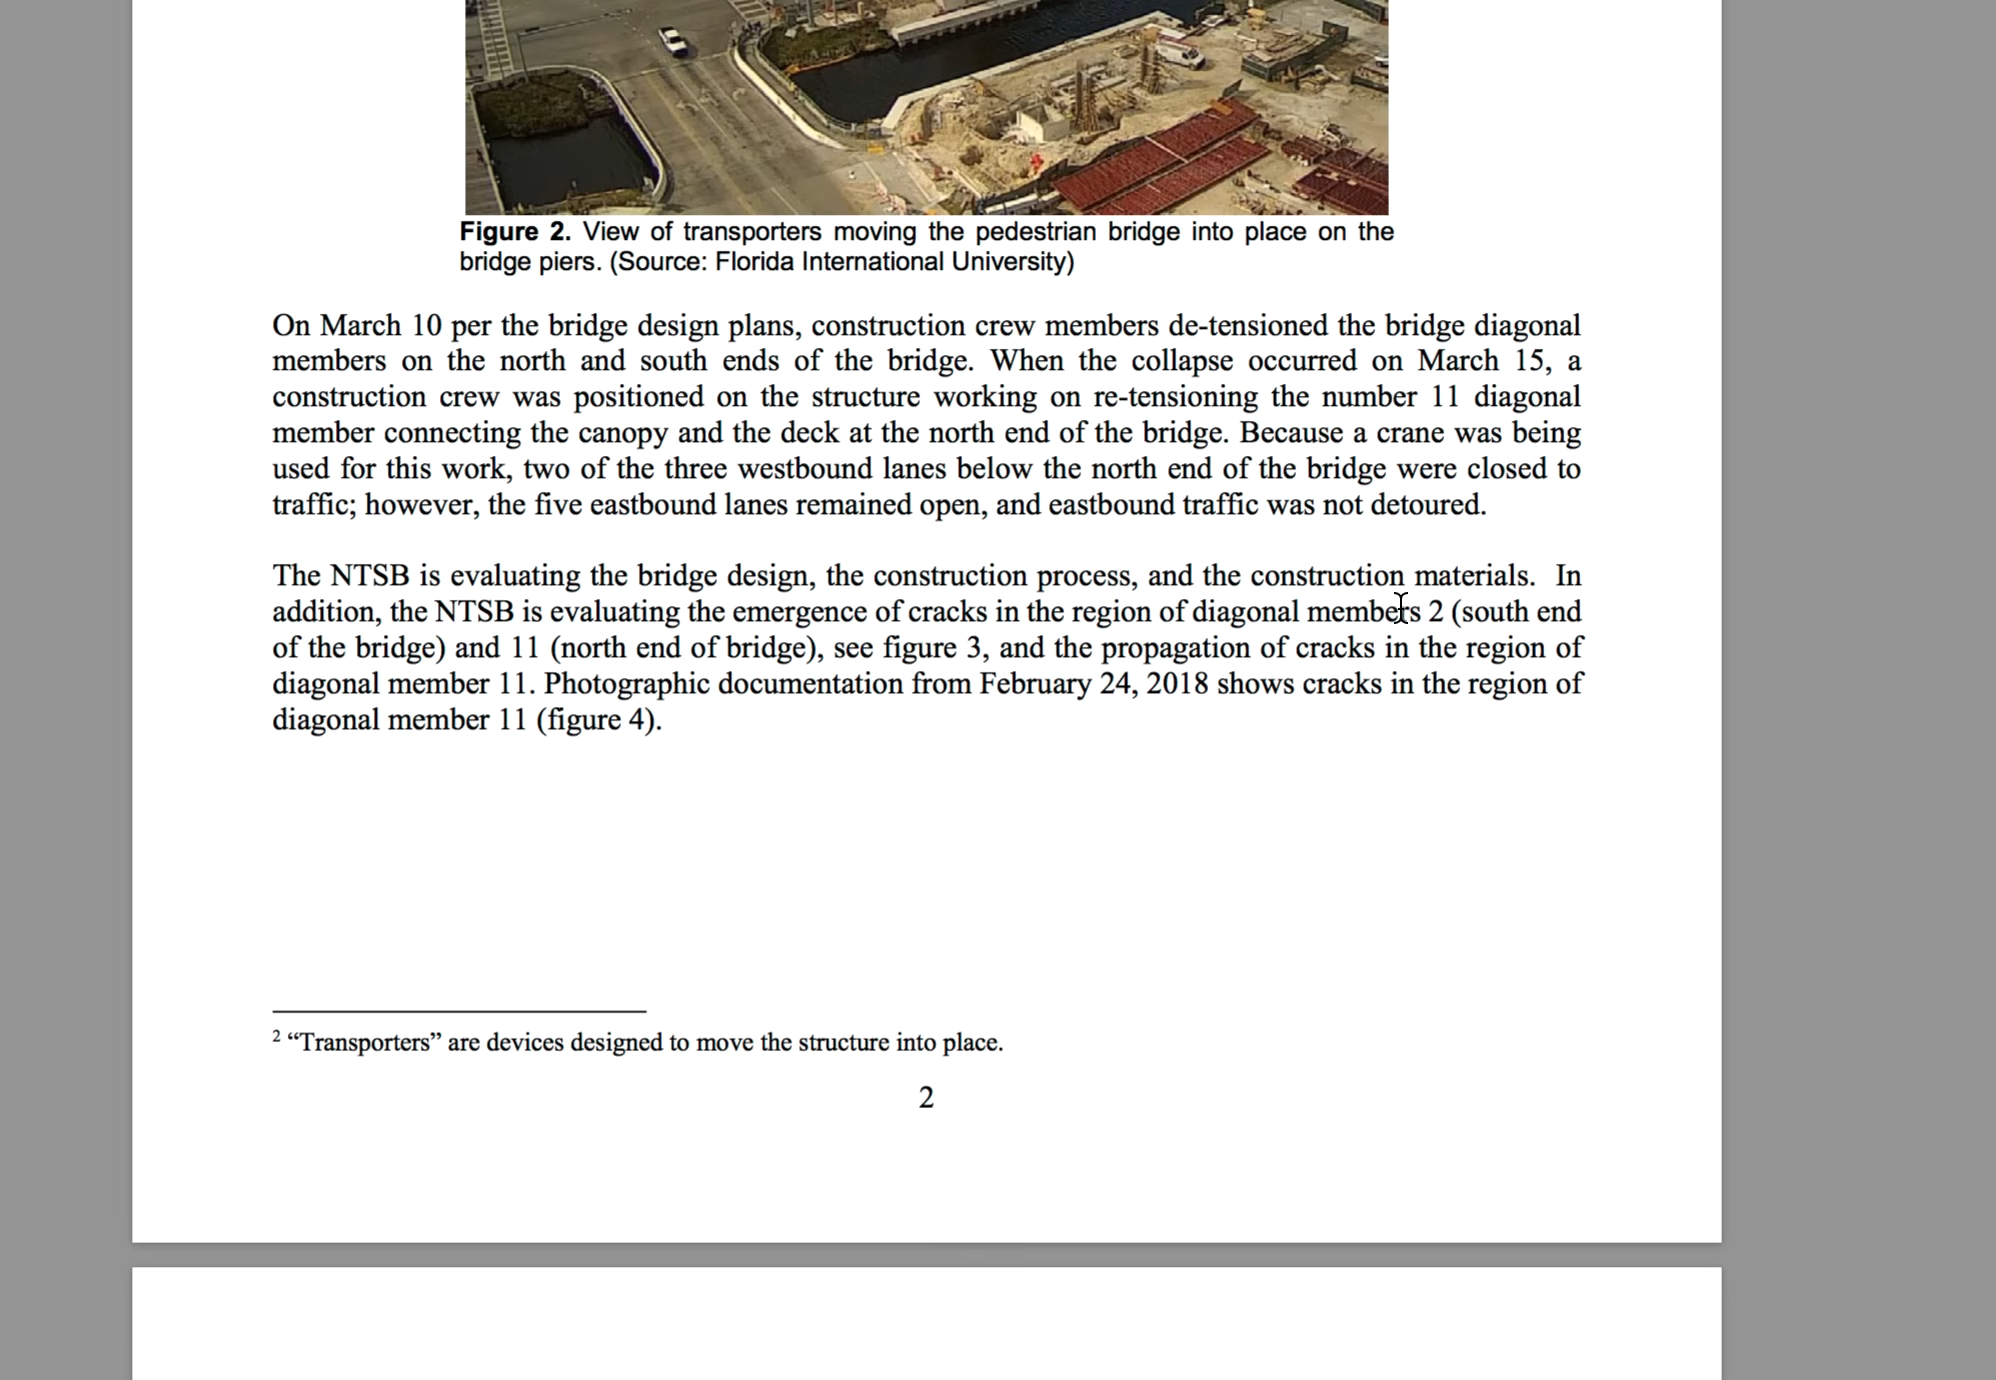 Figure 2. View of transporters moving the pedestrian bridge into place on the
bridge piers. (Source: Florida International University)
On March 10 per the bridge design plans, construction crew members de-tensioned the bridge diagonal
members on the north and south ends of the bridge. When the collapse occurred on March 15, a
construction crew was positioned on the structure working on re-tensioning the number 11 diagonal
member connecting the canopy and the deck at the north end of the bridge. Because a crane was being
used for this work, two of the three westbound lanes below the north end of the bridge were closed to
traffic; however, the five eastbound lanes remained open, and eastbound traffic was not detoured.
The NTSB is evaluating the bridge design, the construction process, and the construction materials.  In
addition, the NTSB is evaluating the emergence of cracks in the region of diagonal members 2 (south end
of the bridge) and 11 (north end of bridge), see figure 3, and the propagation of cracks in the region of
diagonal member 11. Photographic documentation from February 24, 2018 shows cracks in the region of
diagonal member 11 (figure 4).
2 “Transporters” are devices designed to move the structure into place.
2